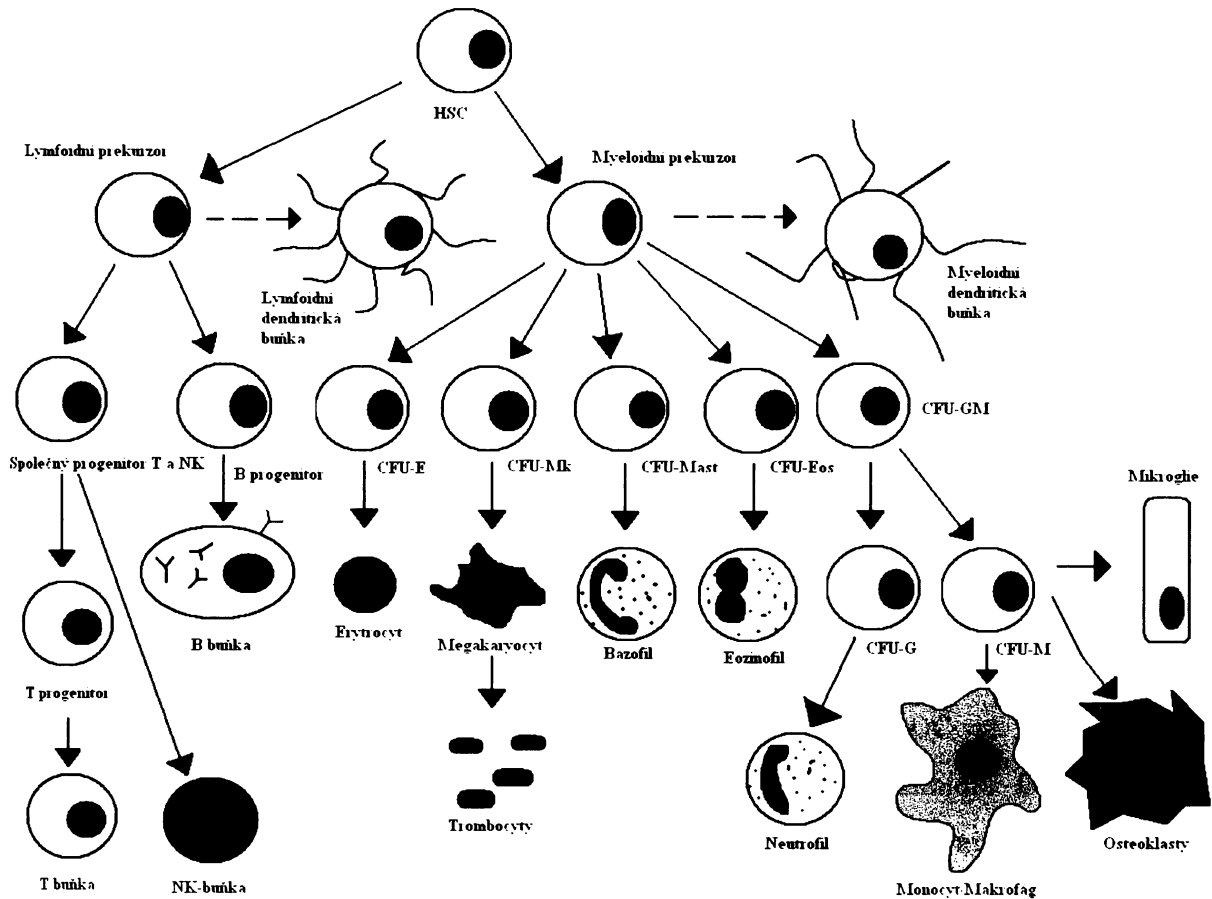 HSC
Lymfoidní prekurzor
Myeloidní prekurzor
Lymfoidní
dendritická
buňka
Myeloidní
dendritická
buňka
CFU-GM
Společný progenitor T a NK
B progenitor
CFU-E
CFU-Mk
CFU-Mast
CFU-Eos
Mikroglie
B buňka
Erytrocyt
Megakaryocyt
Bazofil
Eozinofil
CFU-G
CFU-M
T progenitor
Trombocyty
Neutrofil
Osteoklasty
T buňka
NK-buňka
Monocyt-Makrofág